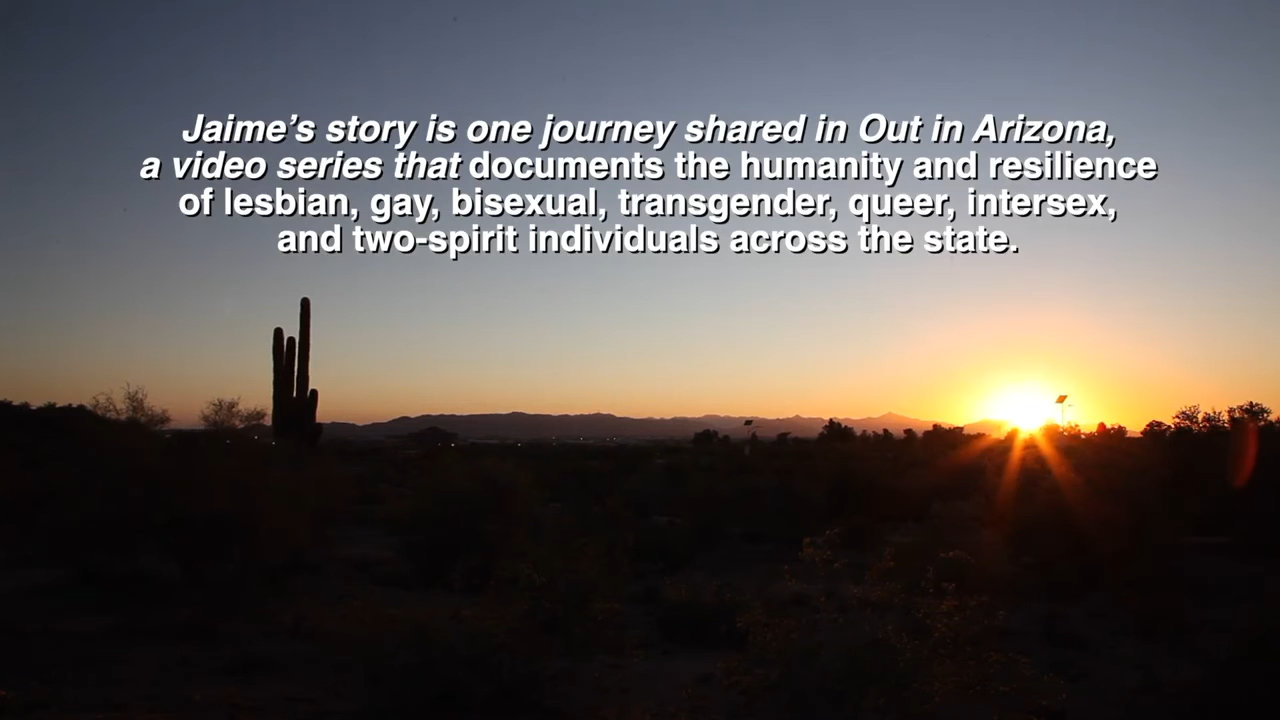 Jaime's story is one journey shared in Out in Arizona,
a video series that documents the humanity and resilience
of lesbian, gay, bisexual, transgender, queer, intersex,
and two-spirit individuals across the state.